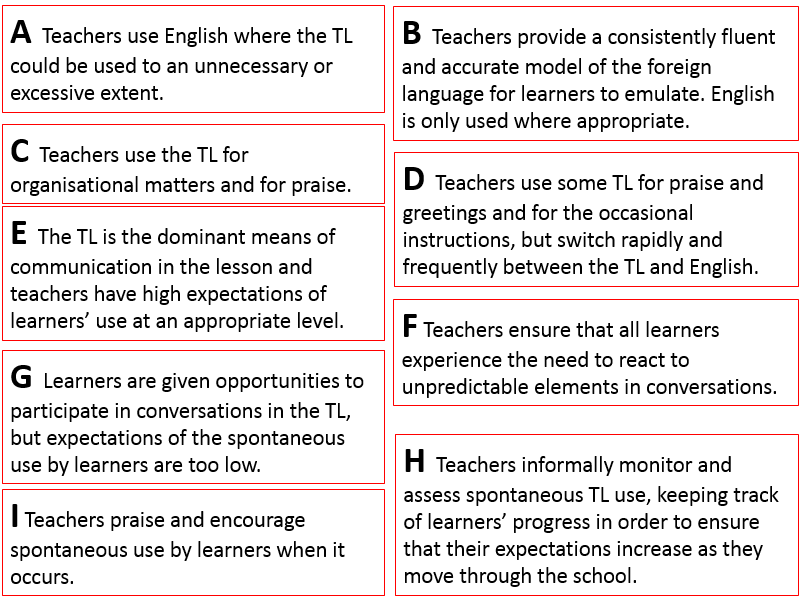 A Teachers use English where the TL
could be used to an unnecessary or
excessive extent.
B Teachers provide a consistently fluent
and accurate model of the foreign
language for learners to emulate. English
is only used where appropriate.
C Teachers use the TL for
organisational matters and for praise.
D Teachers use some TL for praise and
greetings and for the occasional
instructions, but switch rapidly and
frequently between the TL and English.
E The TL is the dominant means of
communication in the lesson and
teachers have high expectations of
learners’ use at an appropriate level.
F Teachers ensure that all learners
experience the need to react to
unpredictable elements in conversations.
G Learners are given opportunities to
participate in conversations in the TL,
but expectations of the spontaneous
use by learners are too low.
H Teachers informally monitor and
assess spontaneous TL use, keeping track
of learners’ progress in order to ensure
that their expectations increase as they
move through the school.
I Teachers praise and encourage
spontaneous use by learners when it
occurs.